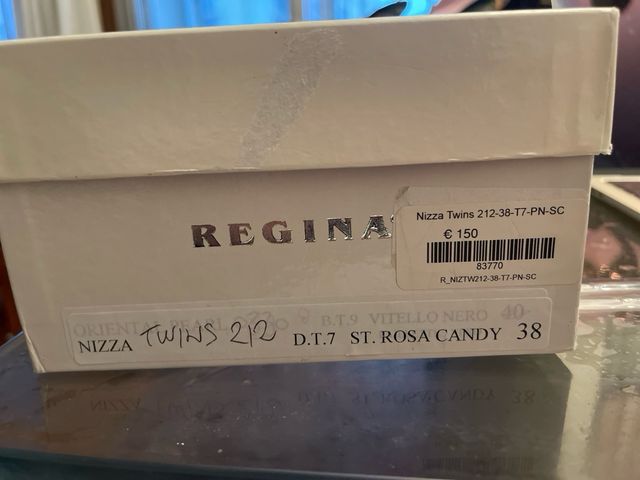 REGINA
Nizza Twins 212-38-T7-PN-SC
€ 150
83770
R_NIZTW212-38-T7-PN-SC
ORIENTAL PEARL B.T.9 VITELLO NERO 40
NIZZA TWINS 212 D.T.7 ST. ROSA CANDY 38